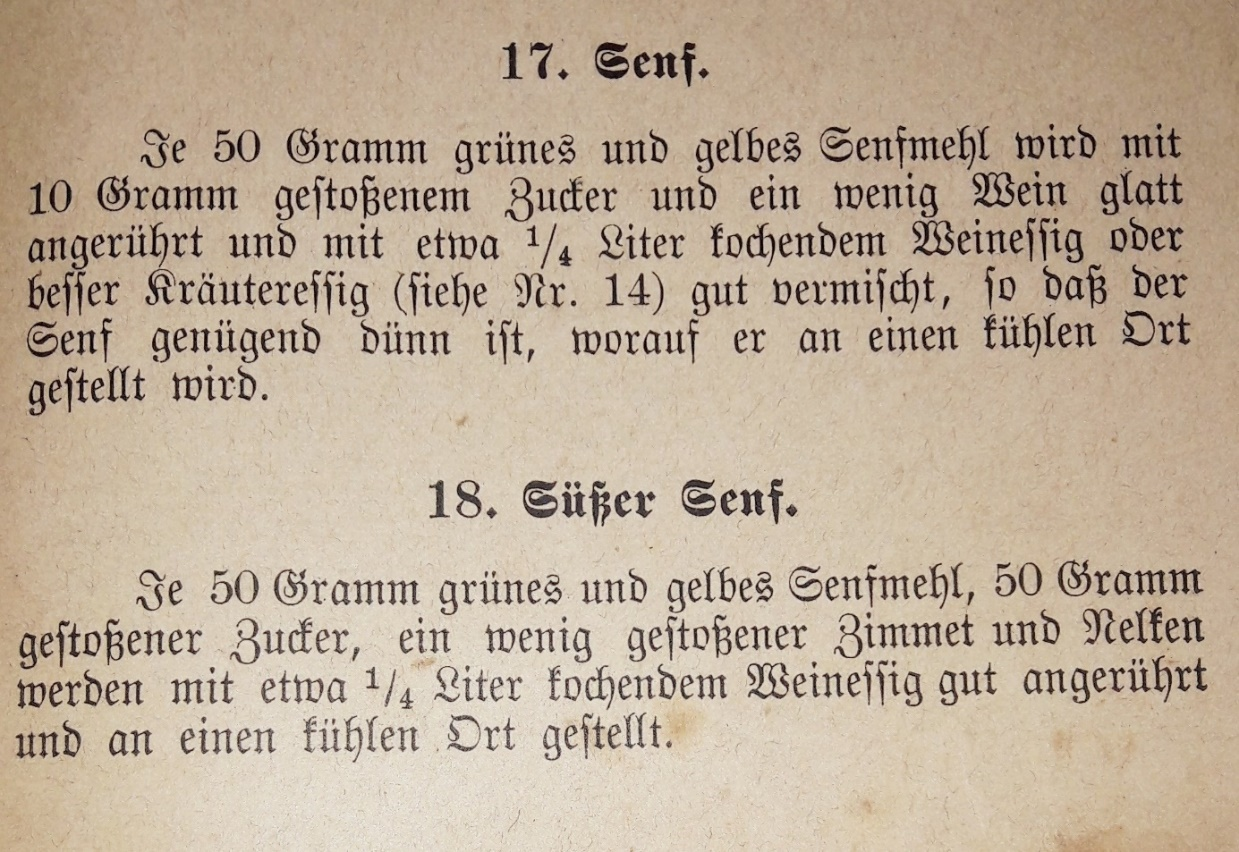 17. Senf.
Je 50 Gramm grünes und gelbes Senfmehl wird mit
10 Gramm geſtoßenem Zucker und ein wenig Wein glatt
angerührt und mit etwa 1/4 Liter kochendem Weineſſig oder
beſſer Kräutereſſig (ſiehe Nr. 14) gut vermiſcht, ſo daß der
Senf genügend dünn iſt, worauf er an einen kühlen Ort
geſtellt wird.
18. Süßer Senf.
Je 50 Gramm grünes und gelbes Senfmehl, 50 Gramm
geſtoßener Zucker, ein wenig geſtoßener Zimmet und Nelken
werden mit etwa 1/4 Liter kochendem Weineſſig gut angerührt
und an einen kühlen Ort geſtellt.